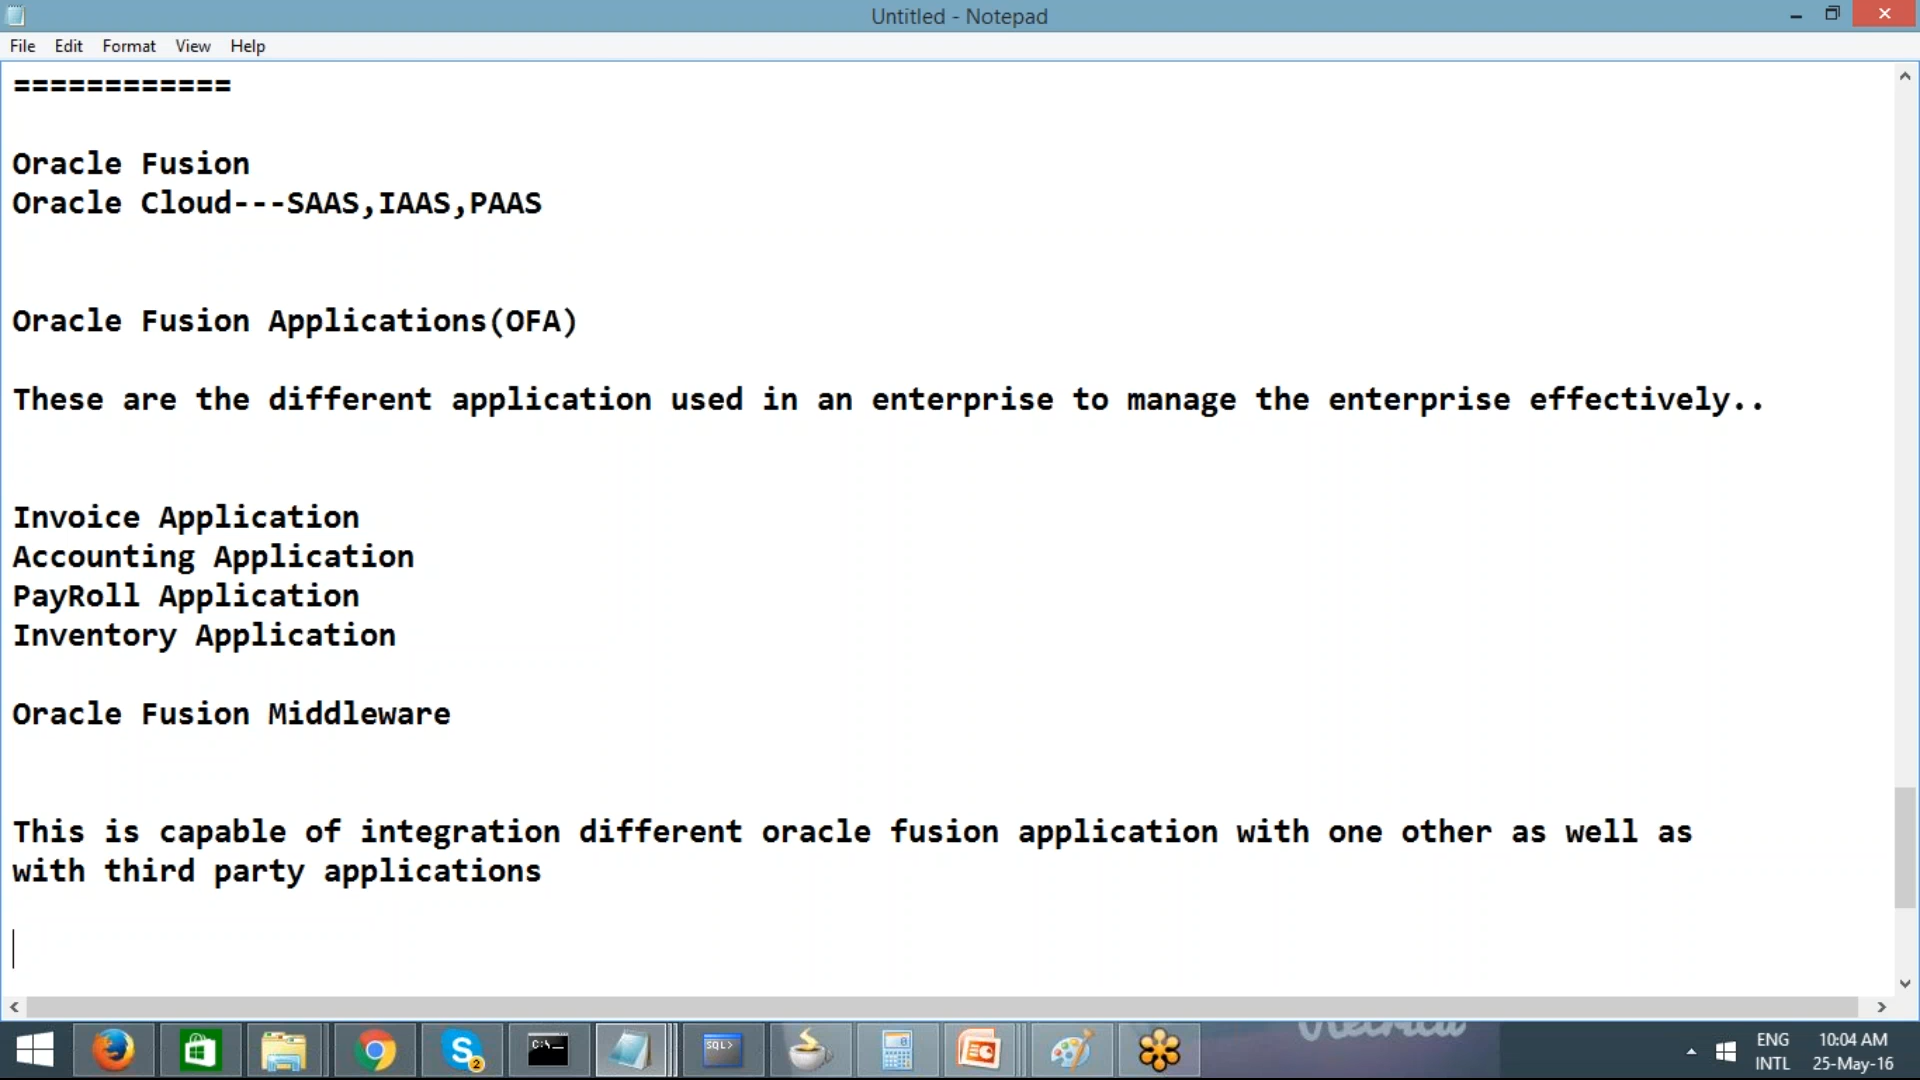 Untitled - Notepad
File Edit Format View Help
============
Oracle Fusion
Oracle Cloud---SAAS,IAAS,PAAS
Oracle Fusion Applications(OFA)
These are the different application used in an enterprise to manage the enterprise effectively..
Invoice Application
Accounting Application
PayRoll Application
Inventory Application
Oracle Fusion Middleware
This is capable of integration different oracle fusion application with one other as well as
with third party applications
S 2
C:\_
SQL>
ENG 10:04 AM
INTL 25-May-16